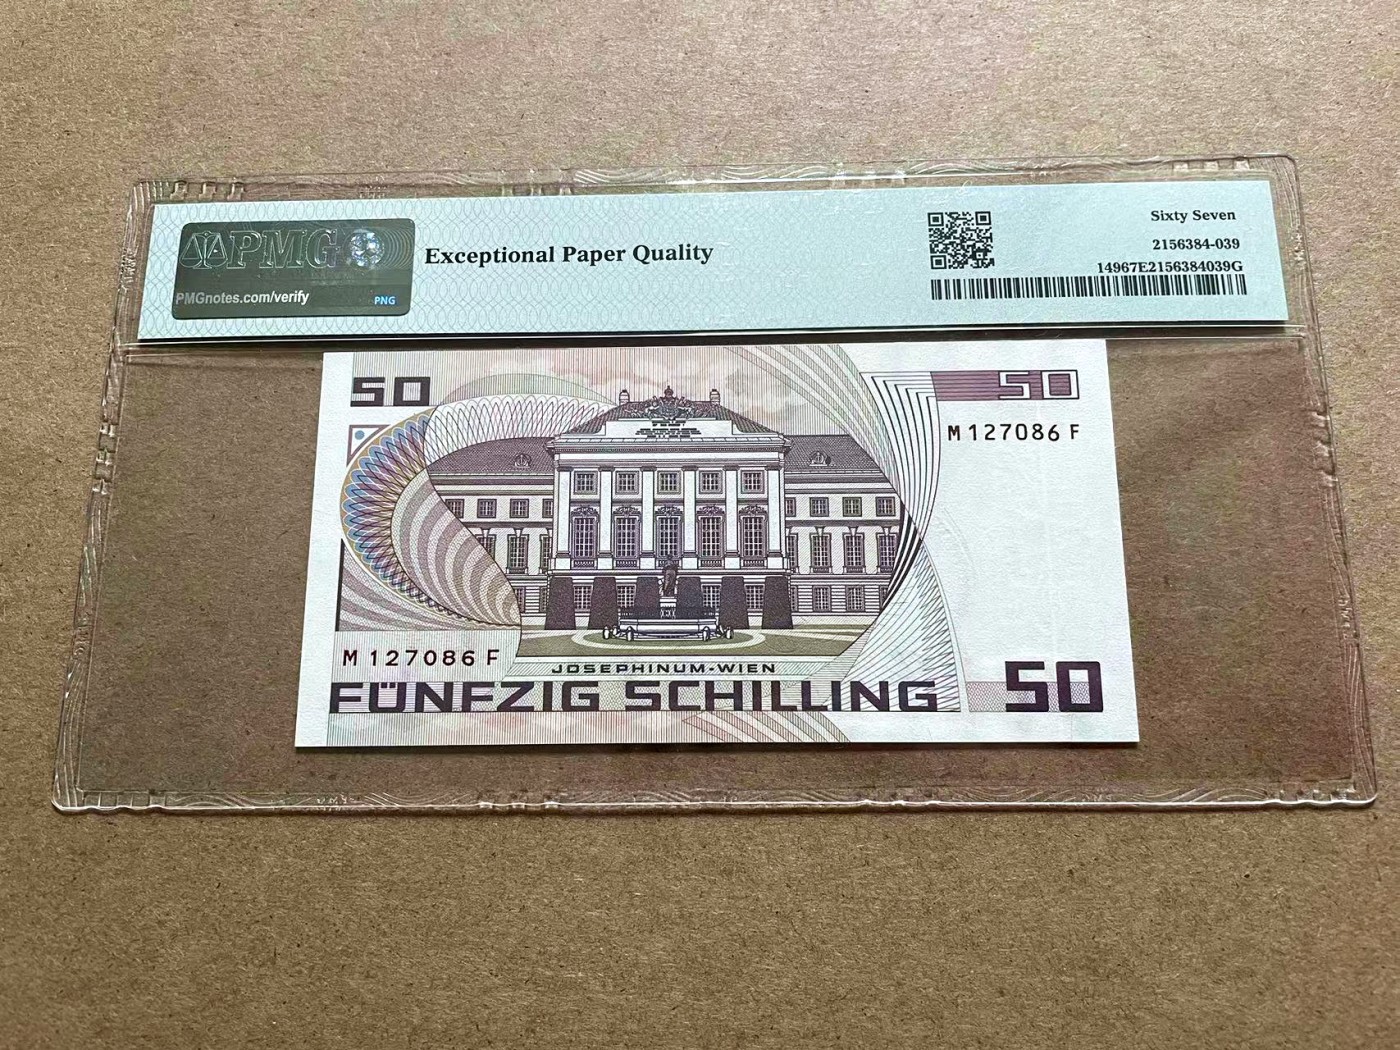 PMG
PMGnotes.com/verify
PNG
Exceptional Paper Quality
Sixty Seven
2156384-039
14967E2156384039G
50
50
M 127086 F
M 127086 F
JOSEPHINUM-WIEN
FÜNFZIG SCHILLING
50